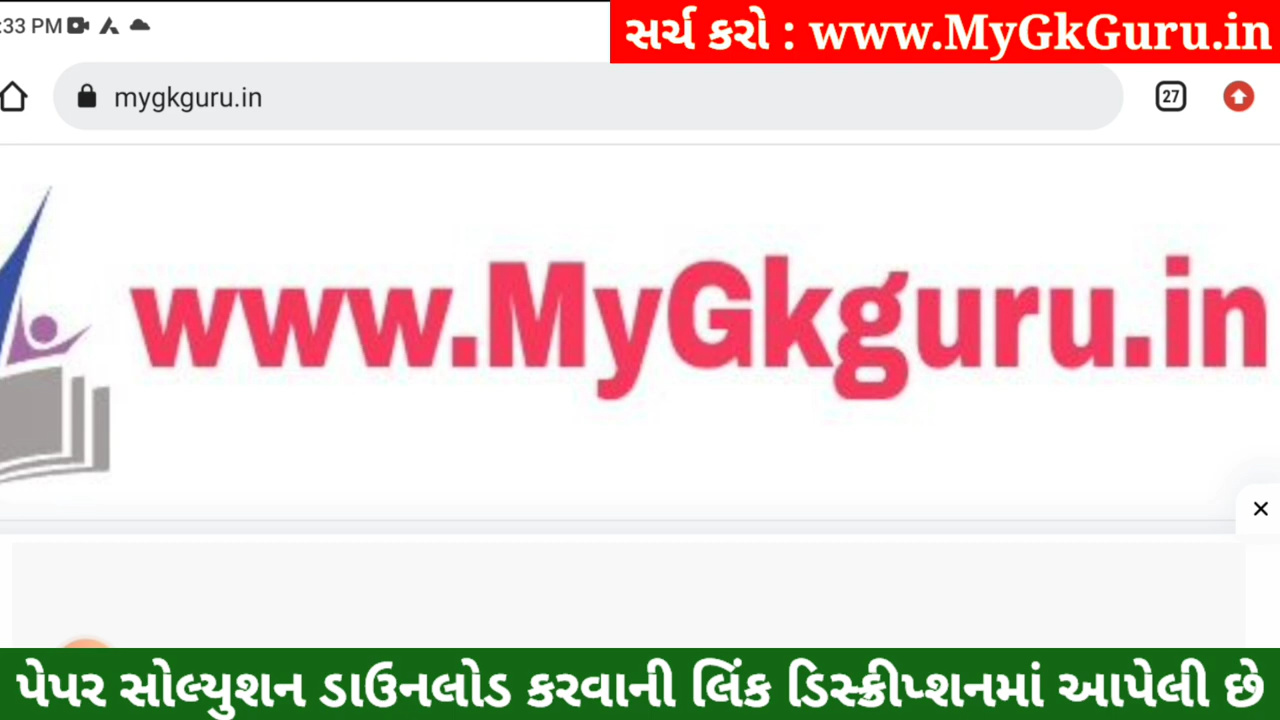 :33 PM
સર્ચ કરો : www.MyGkGuru.in
mygkguru.in
27
www.MyGkguru.in
પેપર સોલ્યુશન ડાઉનલોડ કરવાની લિંક ડિસ્ક્રીપ્શનમાં આપેલી છે